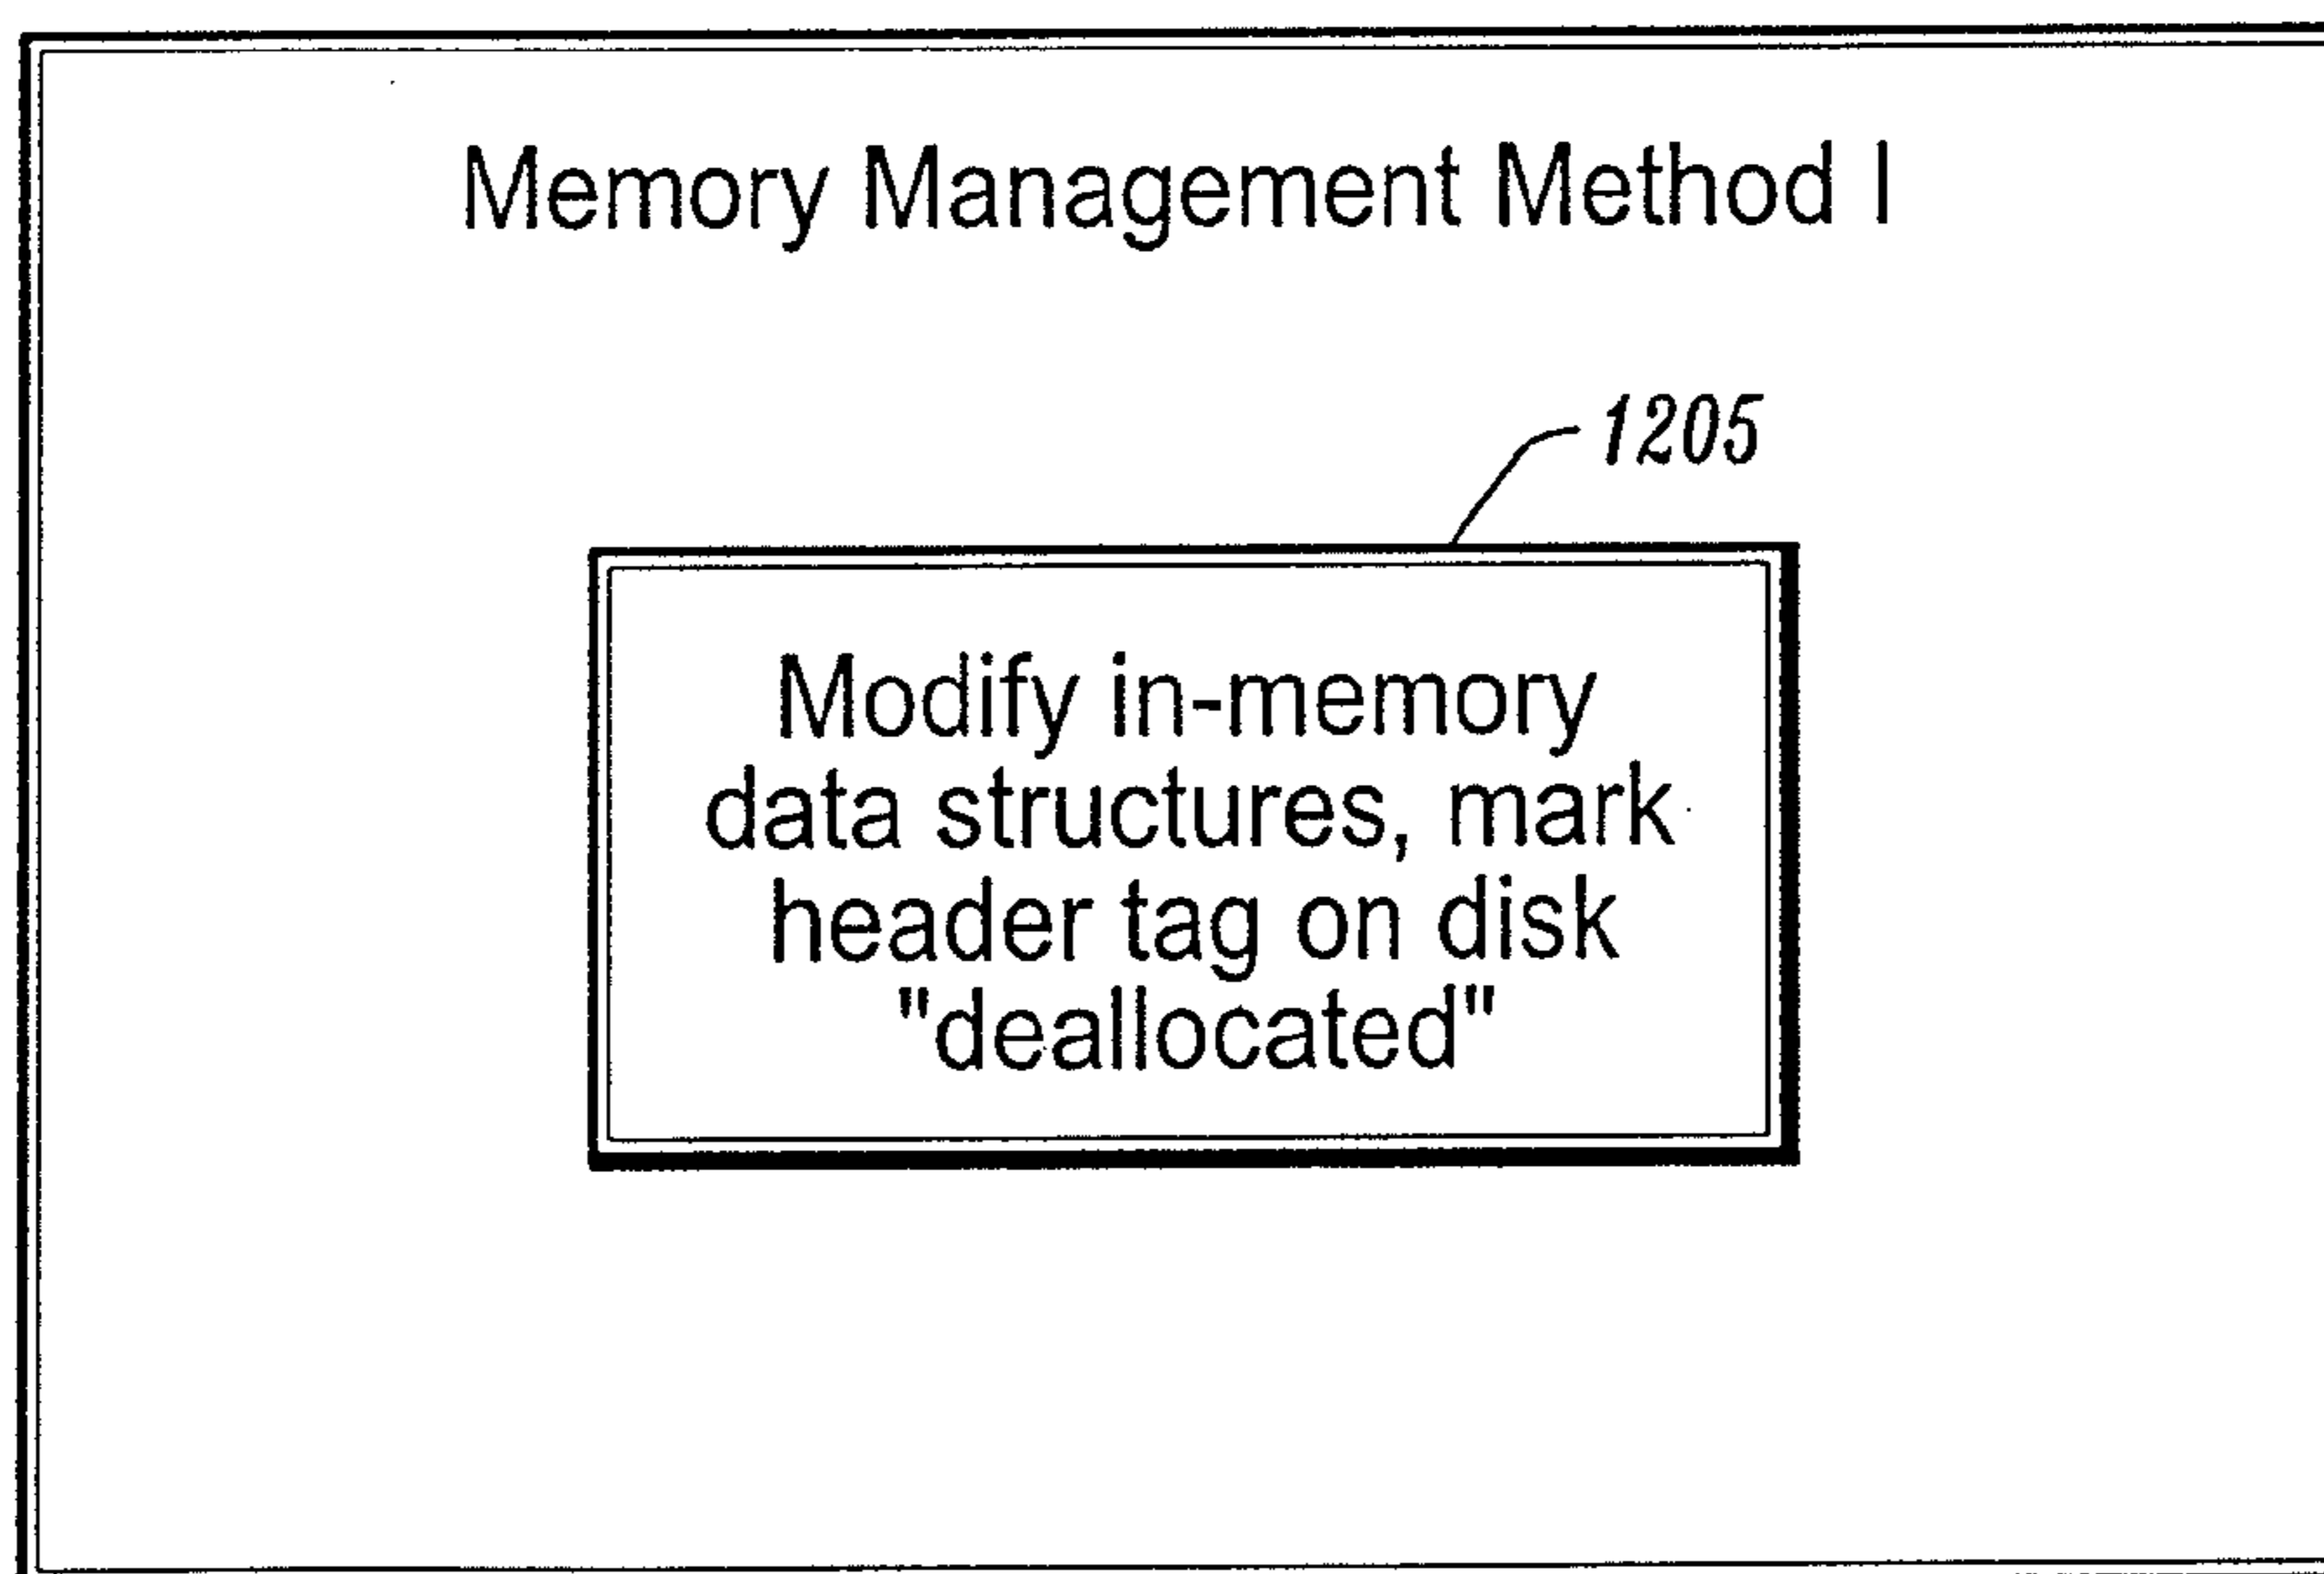 Memory Management Method I
1205
Modify in-memory
data structures, mark
header tag on disk
"deallocated"